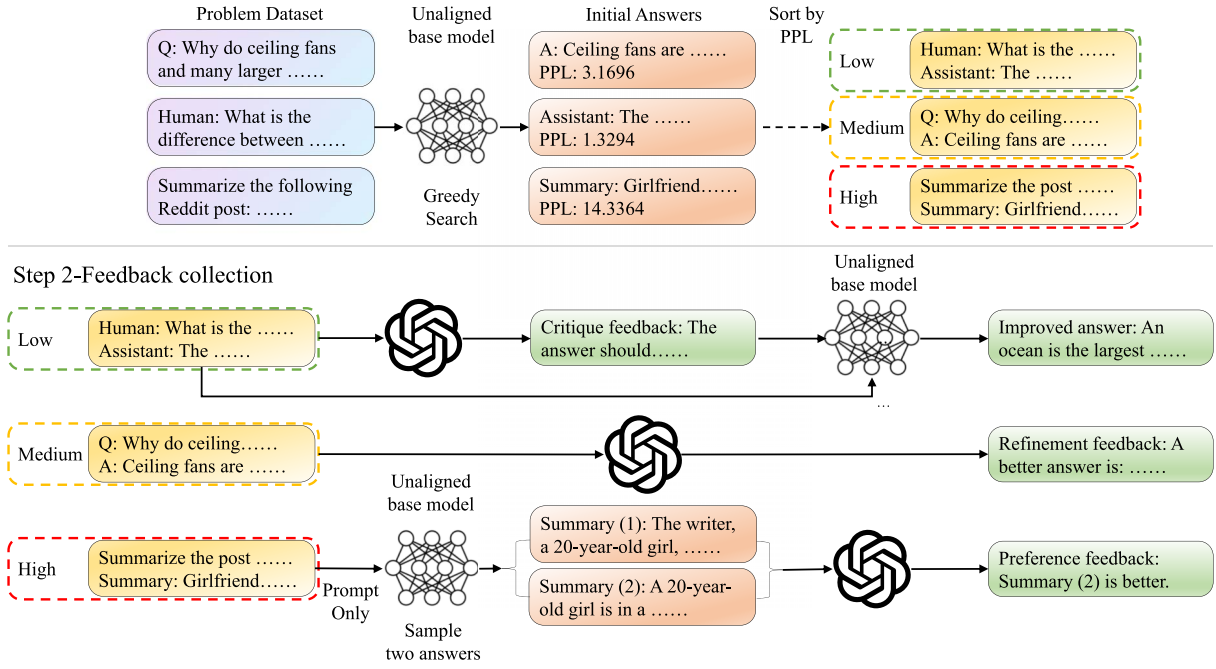 Problem Dataset
Unaligned
base model
Initial Answers
Sort by
PPL
Q: Why do ceiling fans
and many larger ……
Human: What is the
difference between ……
Summarize the following
Reddit post: ……
Greedy
Search
A: Ceiling fans are ……
PPL: 3.1696
Assistant: The ……
PPL: 1.3294
Summary: Girlfriend……
PPL: 14.3364
Low
Human: What is the ……
Assistant: The ……
Medium
Q: Why do ceiling……
A: Ceiling fans are ……
High
Summarize the post ……
Summary: Girlfriend……
Step 2-Feedback collection
Low
Human: What is the ……
Assistant: The ……
Critique feedback: The
answer should……
Unaligned
base model
…
Improved answer: An
ocean is the largest ……
Medium
Q: Why do ceiling……
A: Ceiling fans are ……
Refinement feedback: A
better answer is: ……
High
Summarize the post ……
Summary: Girlfriend……
Prompt
Only
Unaligned
base model
Sample
two answers
Summary (1): The writer,
a 20-year-old girl, ……
Summary (2): A 20-year-
old girl is in a ……
Preference feedback:
Summary (2) is better.